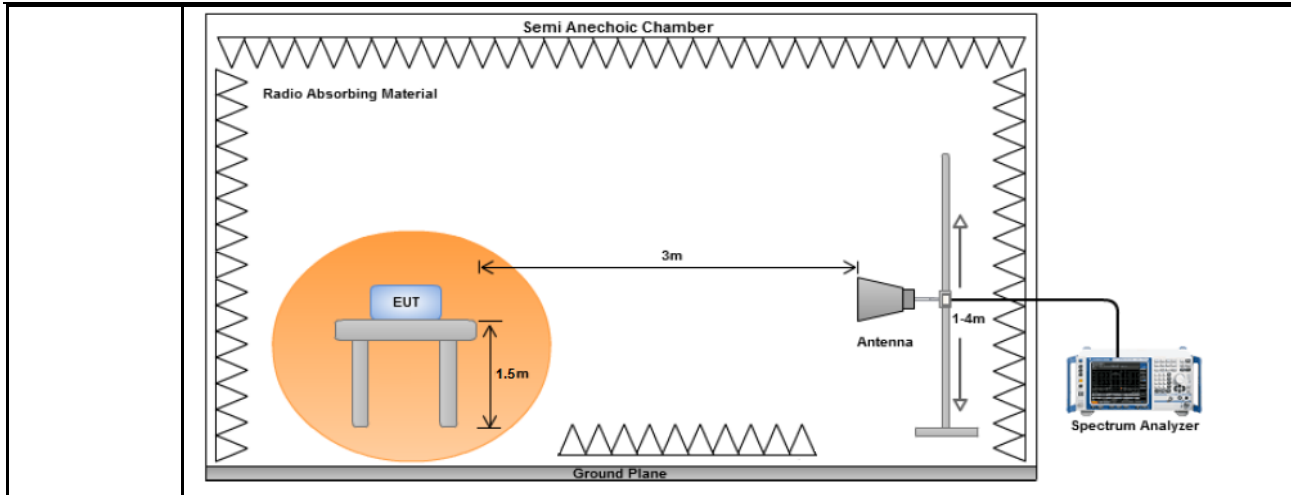 Semi Anechoic Chamber
Radio Absorbing Material
3m
EUT
1-4m
Antenna
1.5m
Spectrum Analyzer
Ground Plane